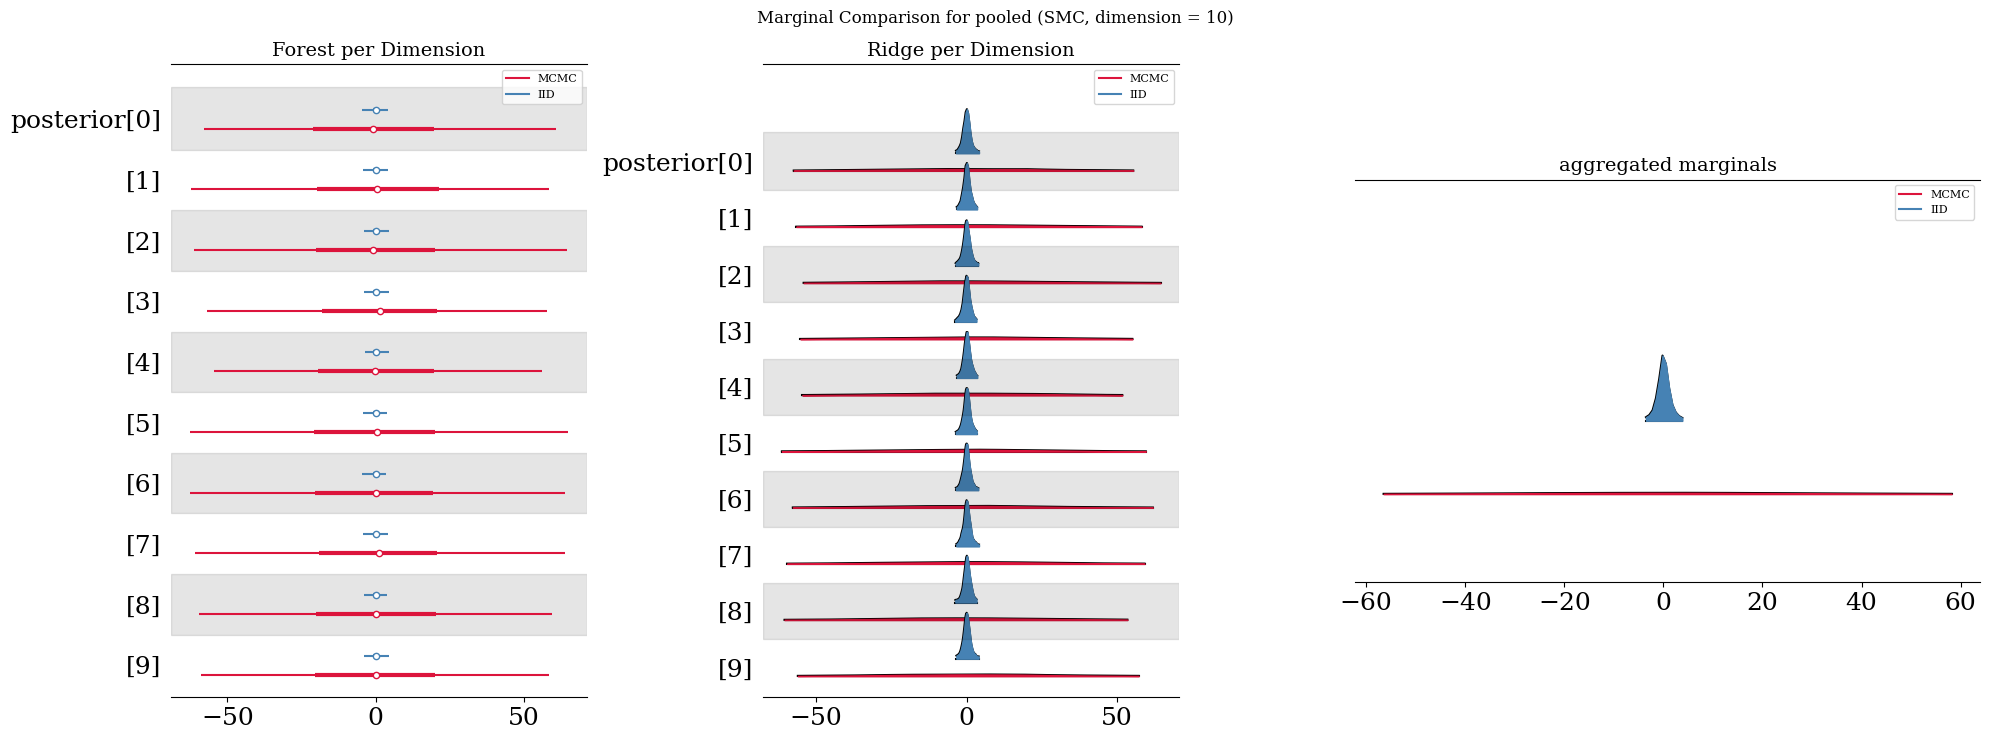 Marginal Comparison for pooled (SMC, dimension = 10)
Forest per Dimension
MCMC
IID
posterior[0]
[1]
[2]
[3]
[4]
[5]
[6]
[7]
[8]
[9]
−50 0 50
Ridge per Dimension
MCMC
IID
posterior[0]
[1]
[2]
[3]
[4]
[5]
[6]
[7]
[8]
[9]
−50 0 50
aggregated marginals
MCMC
IID
−60 −40 −20 0 20 40 60